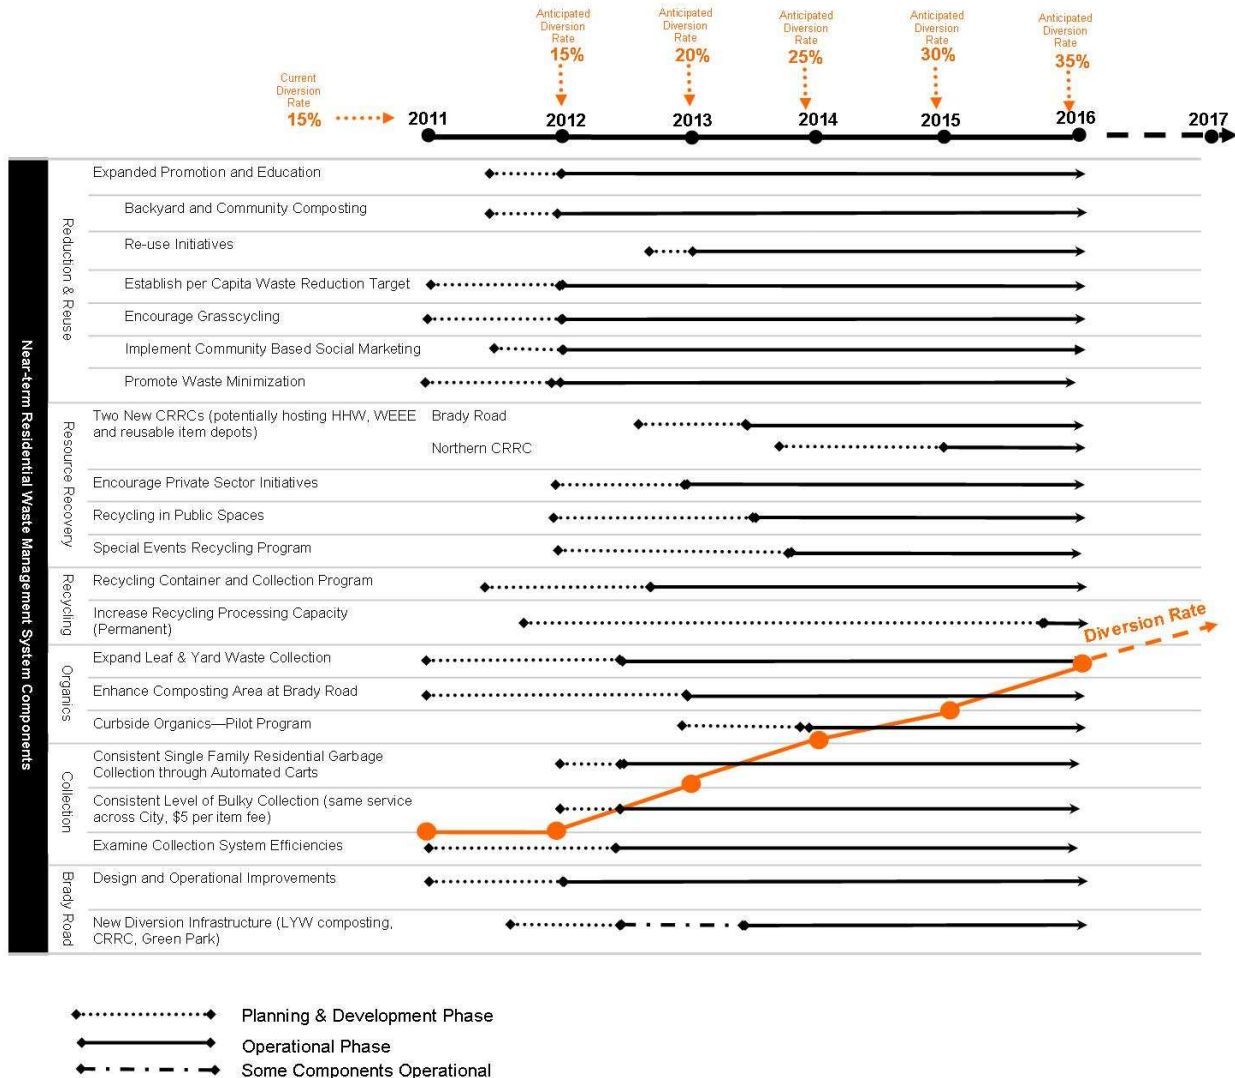 Anticipated
Diversion
Rate
15%
Anticipated
Diversion
Rate
20%
Anticipated
Diversion
Rate
25%
Anticipated
Diversion
Rate
30%
Anticipated
Diversion
Rate
35%
Current
Diversion
Rate
15%
2011
2012
2013
2014
2015
2016
2017
Near-term Residential Waste Management System Components
Reduction & Reuse
Expanded Promotion and Education
Backyard and Community Composting
Re-use Initiatives
Establish per Capita Waste Reduction Target
Encourage Grasscycling
Implement Community Based Social Marketing
Promote Waste Minimization
Resource Recovery
Two New CRRCs (potentially hosting HHW, WEEE
and reusable item depots)
Brady Road
Northern CRRC
Encourage Private Sector Initiatives
Recycling in Public Spaces
Special Events Recycling Program
Recycling
Recycling Container and Collection Program
Increase Recycling Processing Capacity
(Permanent)
Diversion Rate
Organics
Expand Leaf & Yard Waste Collection
Enhance Composting Area at Brady Road
Curbside Organics—Pilot Program
Collection
Consistent Single Family Residential Garbage
Collection through Automated Carts
Consistent Level of Bulky Collection (same service
across City, $5 per item fee)
Examine Collection System Efficiencies
Brady Road
Design and Operational Improvements
New Diversion Infrastructure (LYW composting,
CRRC, Green Park)
Planning & Development Phase
Operational Phase
Some Components Operational